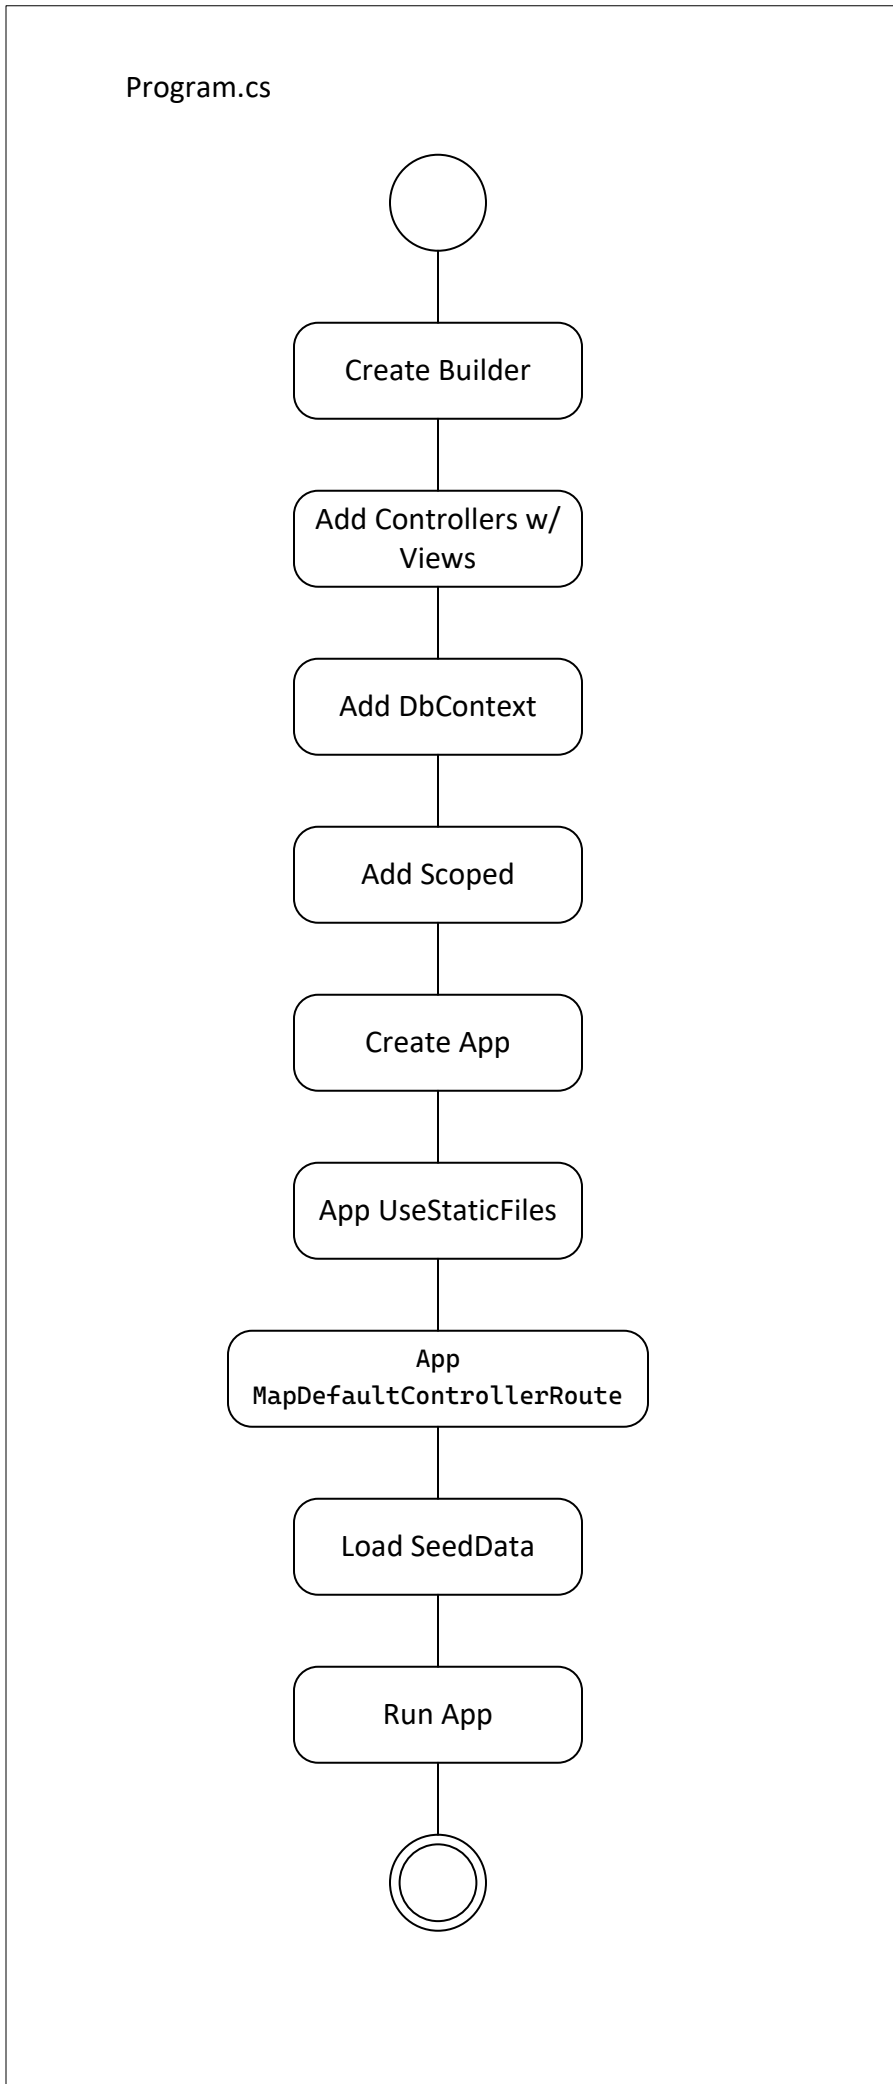 Program.cs
Create Builder
Add Controllers w/
Views
Add DbContext
Add Scoped
Create App
App UseStaticFiles
App
MapDefaultControllerRoute
Load SeedData
Run App